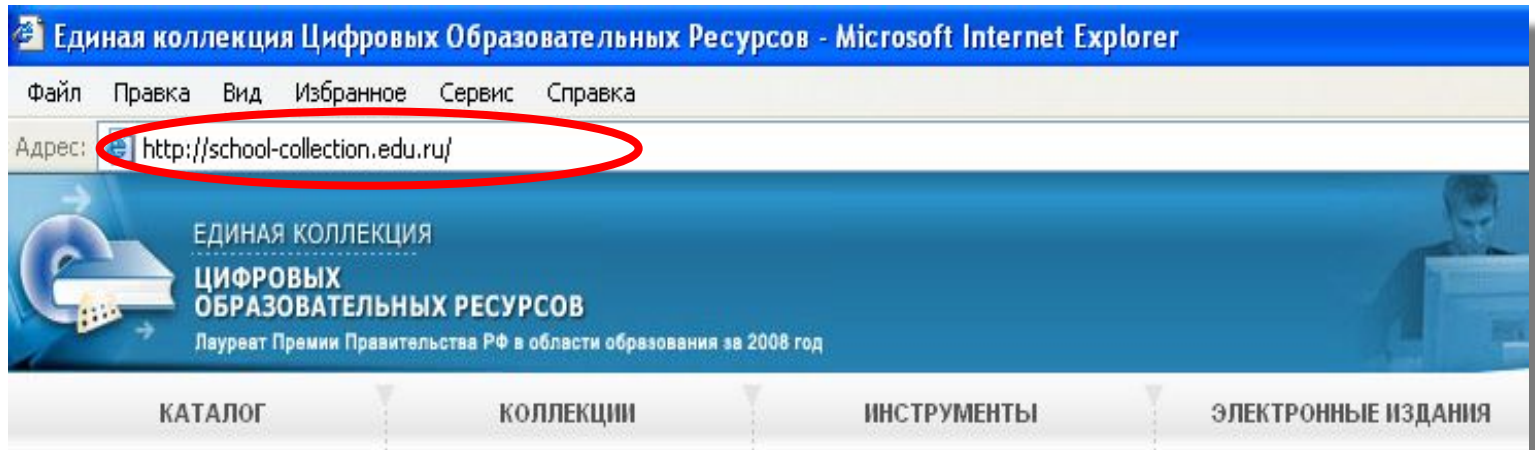 Единая коллекция Цифровых Образовательных Ресурсов - Microsoft Internet Explorer
Файл Правка Вид Избранное Сервис Справка
Адрес: http://school-collection.edu.ru/
ЕДИНАЯ КОЛЛЕКЦИЯ
ЦИФРОВЫХ
ОБРАЗОВАТЕЛЬНЫХ РЕСУРСОВ
Лауреат Премии Правительства РФ в области образования за 2008 год
КАТАЛОГ КОЛЛЕКЦИИ ИНСТРУМЕНТЫ ЭЛЕКТРОННЫЕ ИЗДАНИЯ